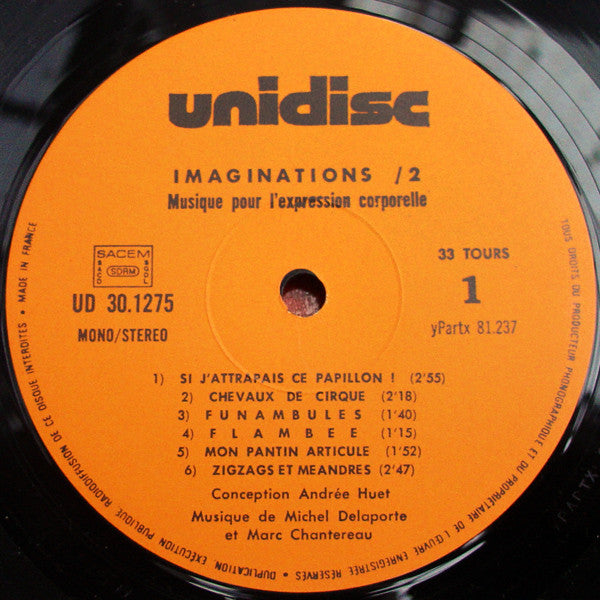 unidisc
IMAGINATIONS /2
Musique pour l'expression corporelle
SACEM
SACD
SDRM
SGDL
UD 30.1275
MONO/STEREO
33 TOURS
1
yPartx 81.237
1) SI J'ATTRAPAIS CE PAPILLON ! (2'55)
2) CHEVAUX DE CIRQUE (2'18)
3) FUNAMBULES (1'40)
4) FLAMBEE (1'15)
5) MON PANTIN ARTICULE (1'52)
6) ZIGZAGS ET MEANDRES (2'47)
Conception Andrée Huet
Musique de Michel Delaporte
et Marc Chantereau
TOUS DROITS DU PRODUCTEUR PHONOGRAPHIQUE ET DU PROPRIETAIRE DE L'ŒUVRE ENREGISTREE RESERVES • DUPLICATION EXÉCUTION PUBLIQUE RADIODIFFUSION DE CE DISQUE INTERDITES • MADE IN FRANCE